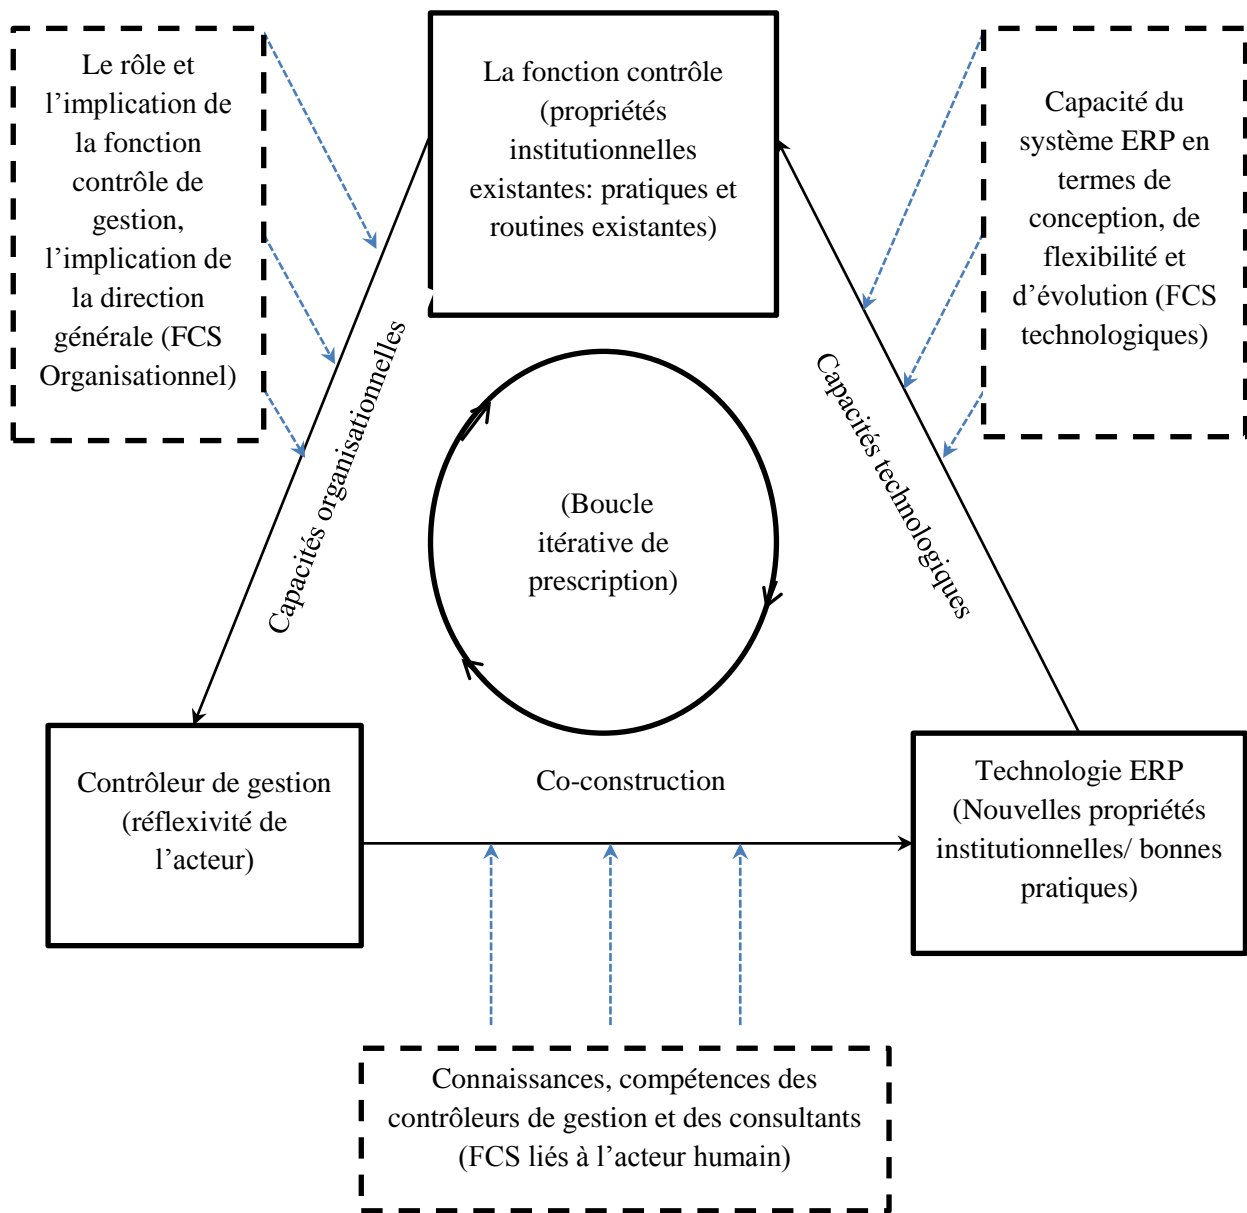 Le rôle et
l’implication de
la fonction
contrôle de
gestion,
l’implication de
la direction
générale (FCS
Organisationnel)
La fonction contrôle
(propriétés
institutionnelles
existantes: pratiques et
routines existantes)
Capacité du
système ERP en
termes de
conception, de
flexibilité et
d’évolution (FCS
technologiques)
Capacités organisationnelles
Capacités technologiques
(Boucle
itérative de
prescription)
Contrôleur de gestion
(réflexivité de
l’acteur)
Co-construction
Technologie ERP
(Nouvelles propriétés
institutionnelles/ bonnes
pratiques)
Connaissances, compétences des
contrôleurs de gestion et des consultants
(FCS liés à l’acteur humain)